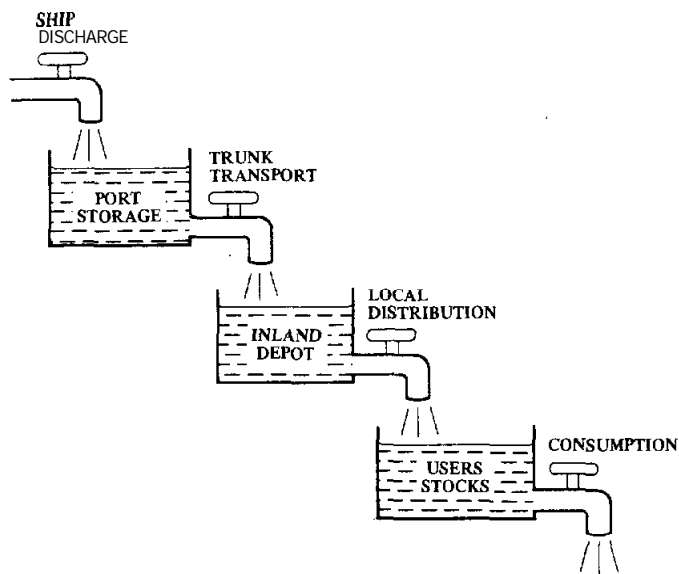 SHIP
DISCHARGE
TRUNK
TRANSPORT
PORT
STORAGE
LOCAL
DISTRIBUTION
INLAND
DEPOT
CONSUMPTION
USERS
STOCKS